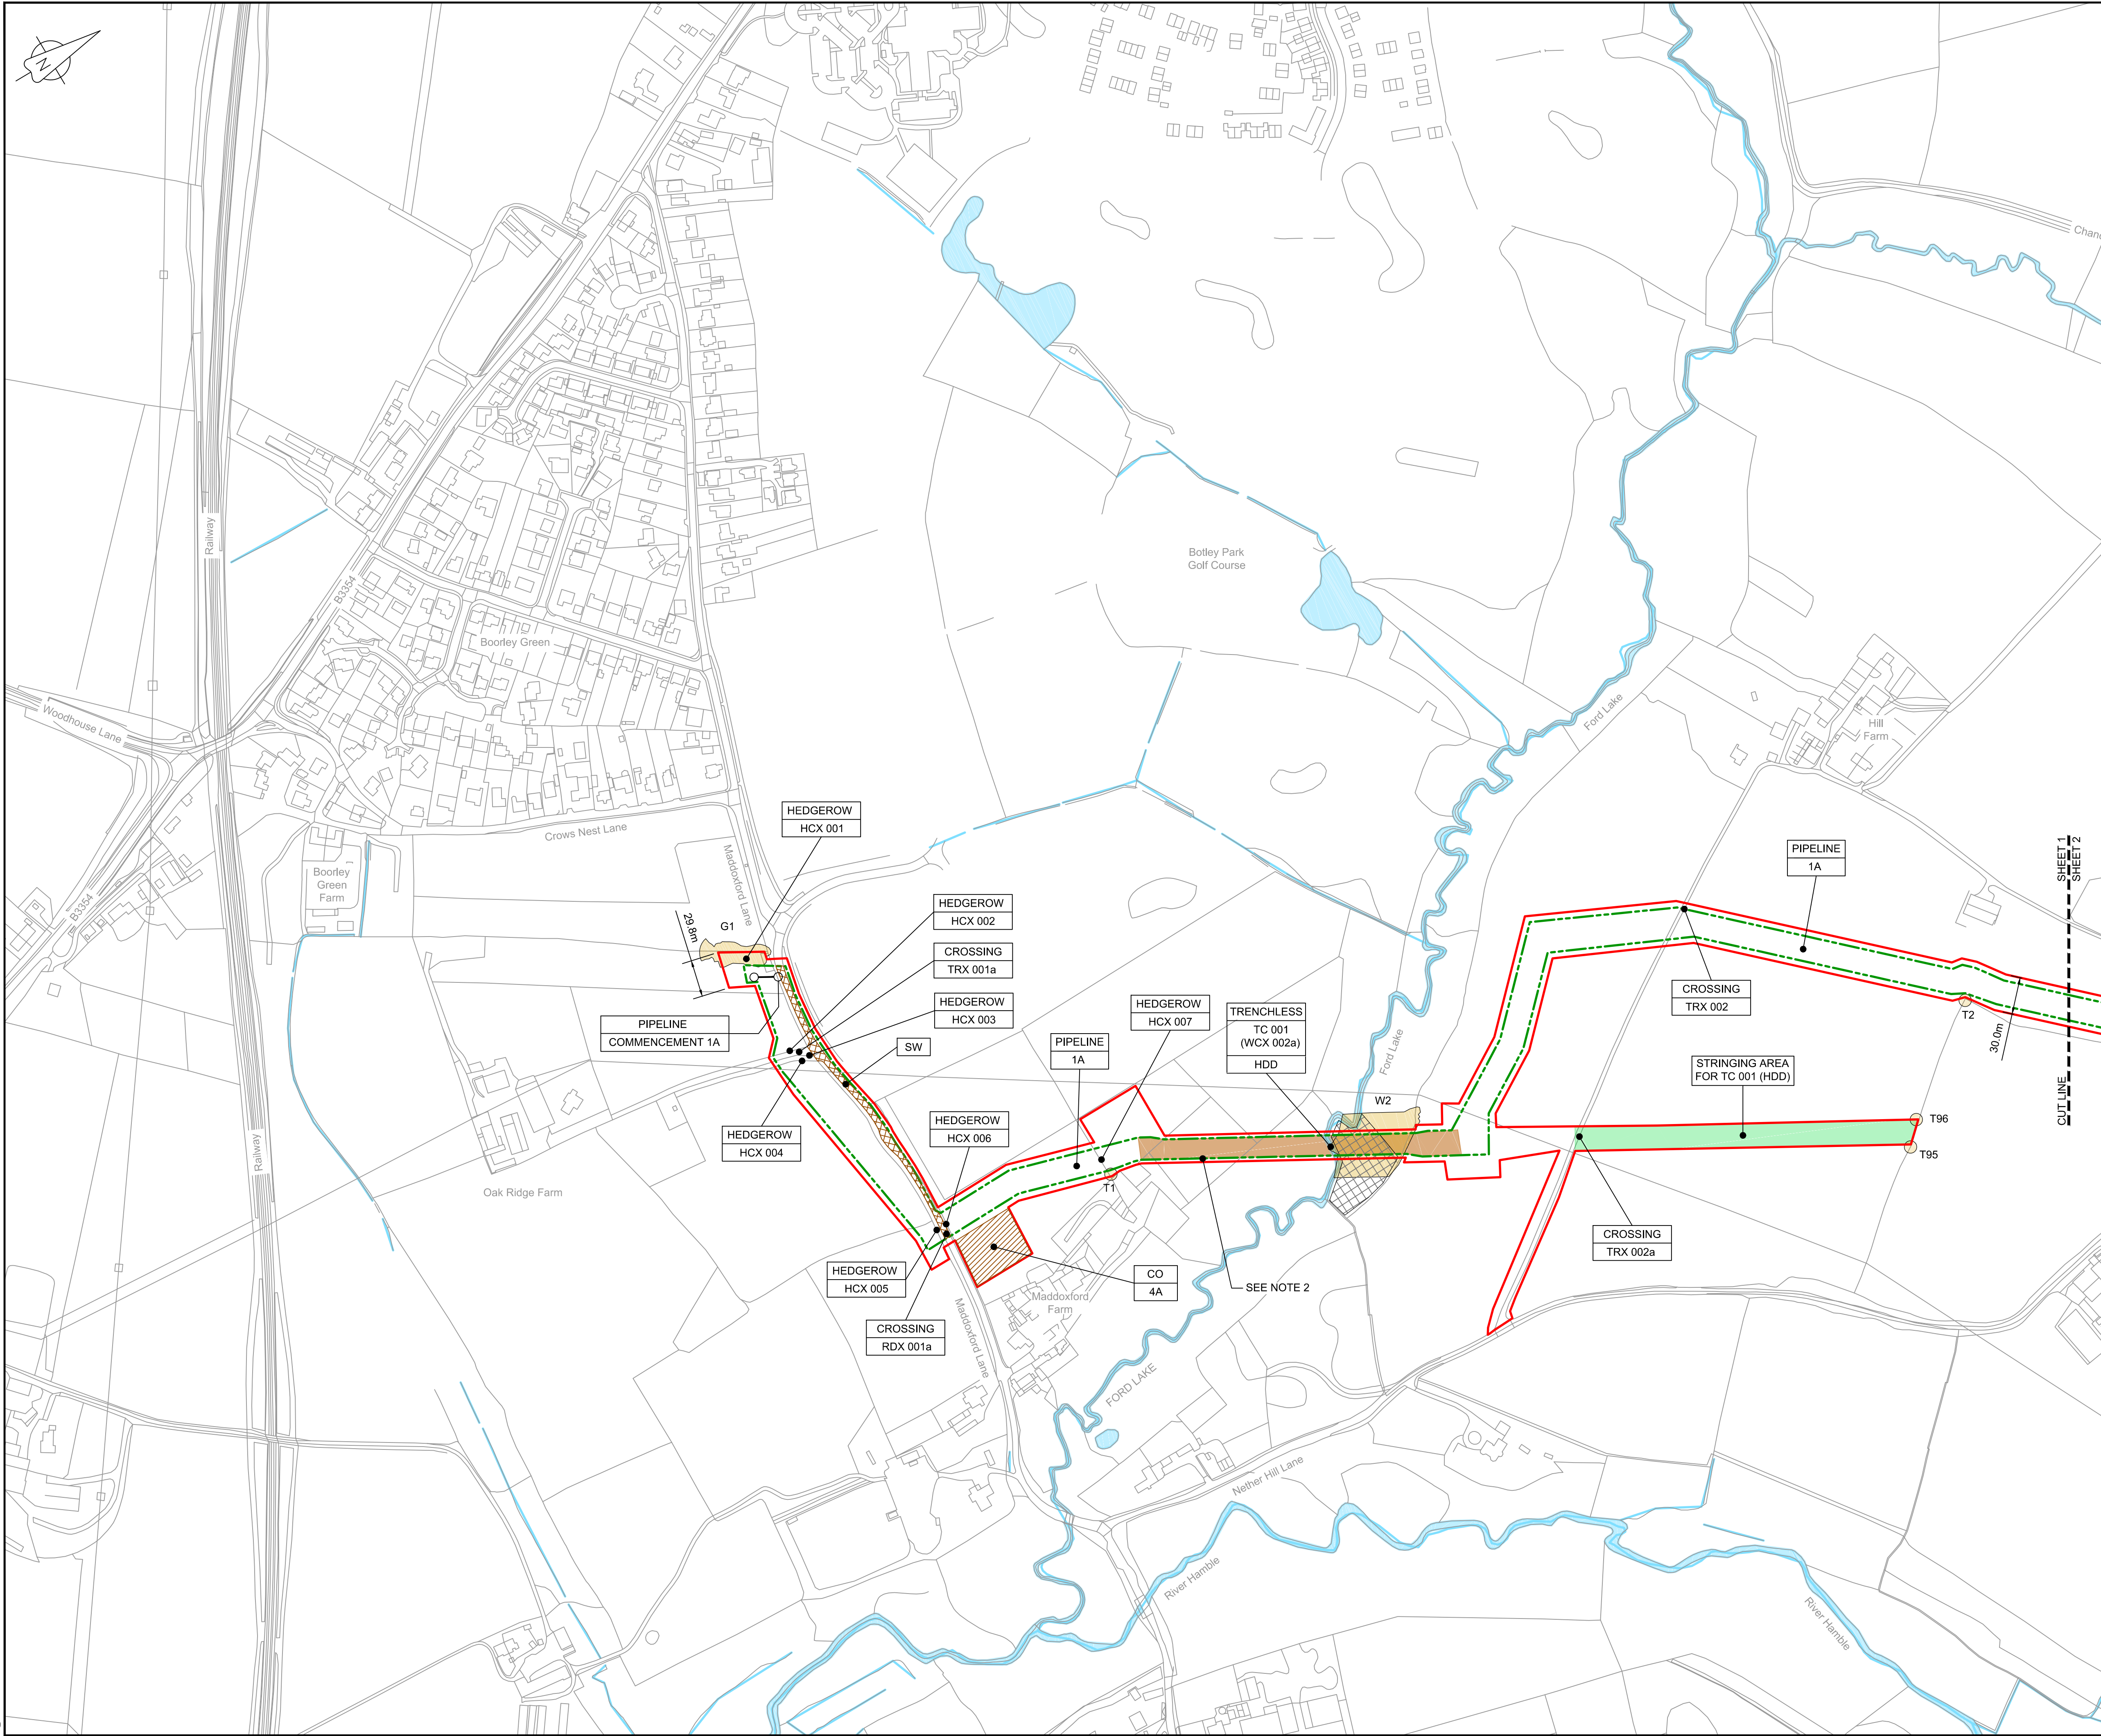 N
Chand
Railway
B3354
Boorley Green
Botley Park
Golf Course
Woodhouse Lane
Ford Lake
Hill
Farm
HEDGEROW
HCX 001
Crows Nest Lane
Maddoxford Lane
Boorley
Green
Farm
B3354
29.8m
G1
HEDGEROW
HCX 002
CROSSING
TRX 001a
HEDGEROW
HCX 003
PIPELINE
COMMENCEMENT 1A
SW
PIPELINE
1A
HEDGEROW
HCX 007
TRENCHLESS
TC 001
(WCX 002a)
HDD
Ford Lake
W2
PIPELINE
1A
SHEET 1
SHEET 2
CUT LINE
CROSSING
TRX 002
T2
30.0m
STRINGING AREA
FOR TC 001 (HDD)
T96
T95
Railway
HEDGEROW
HCX 004
HEDGEROW
HCX 006
T1
Oak Ridge Farm
HEDGEROW
HCX 005
CO
4A
SEE NOTE 2
CROSSING
TRX 002a
Maddoxford
Farm
CROSSING
RDX 001a
Maddoxford Lane
FORD LAKE
Nether Hill Lane
River Hamble
River Hamble